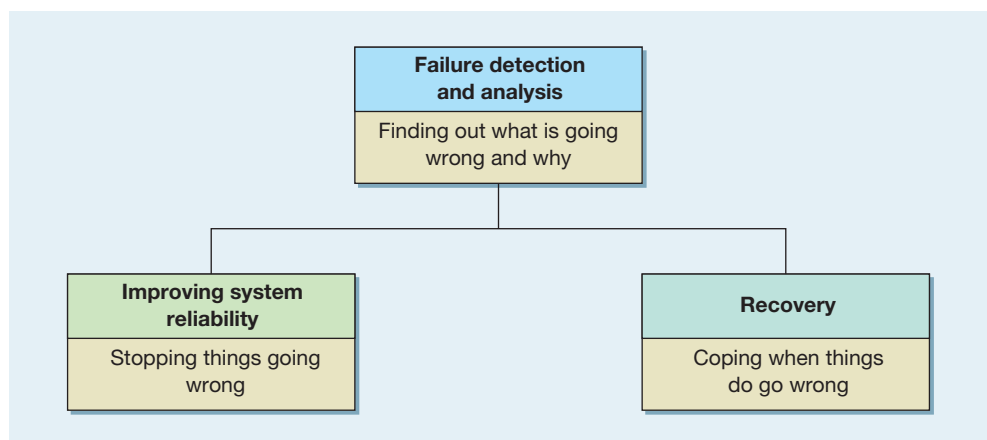 Failure detection
and analysis
Finding out what is going
wrong and why
Improving system
reliability
Stopping things going
wrong
Recovery
Coping when things
do go wrong